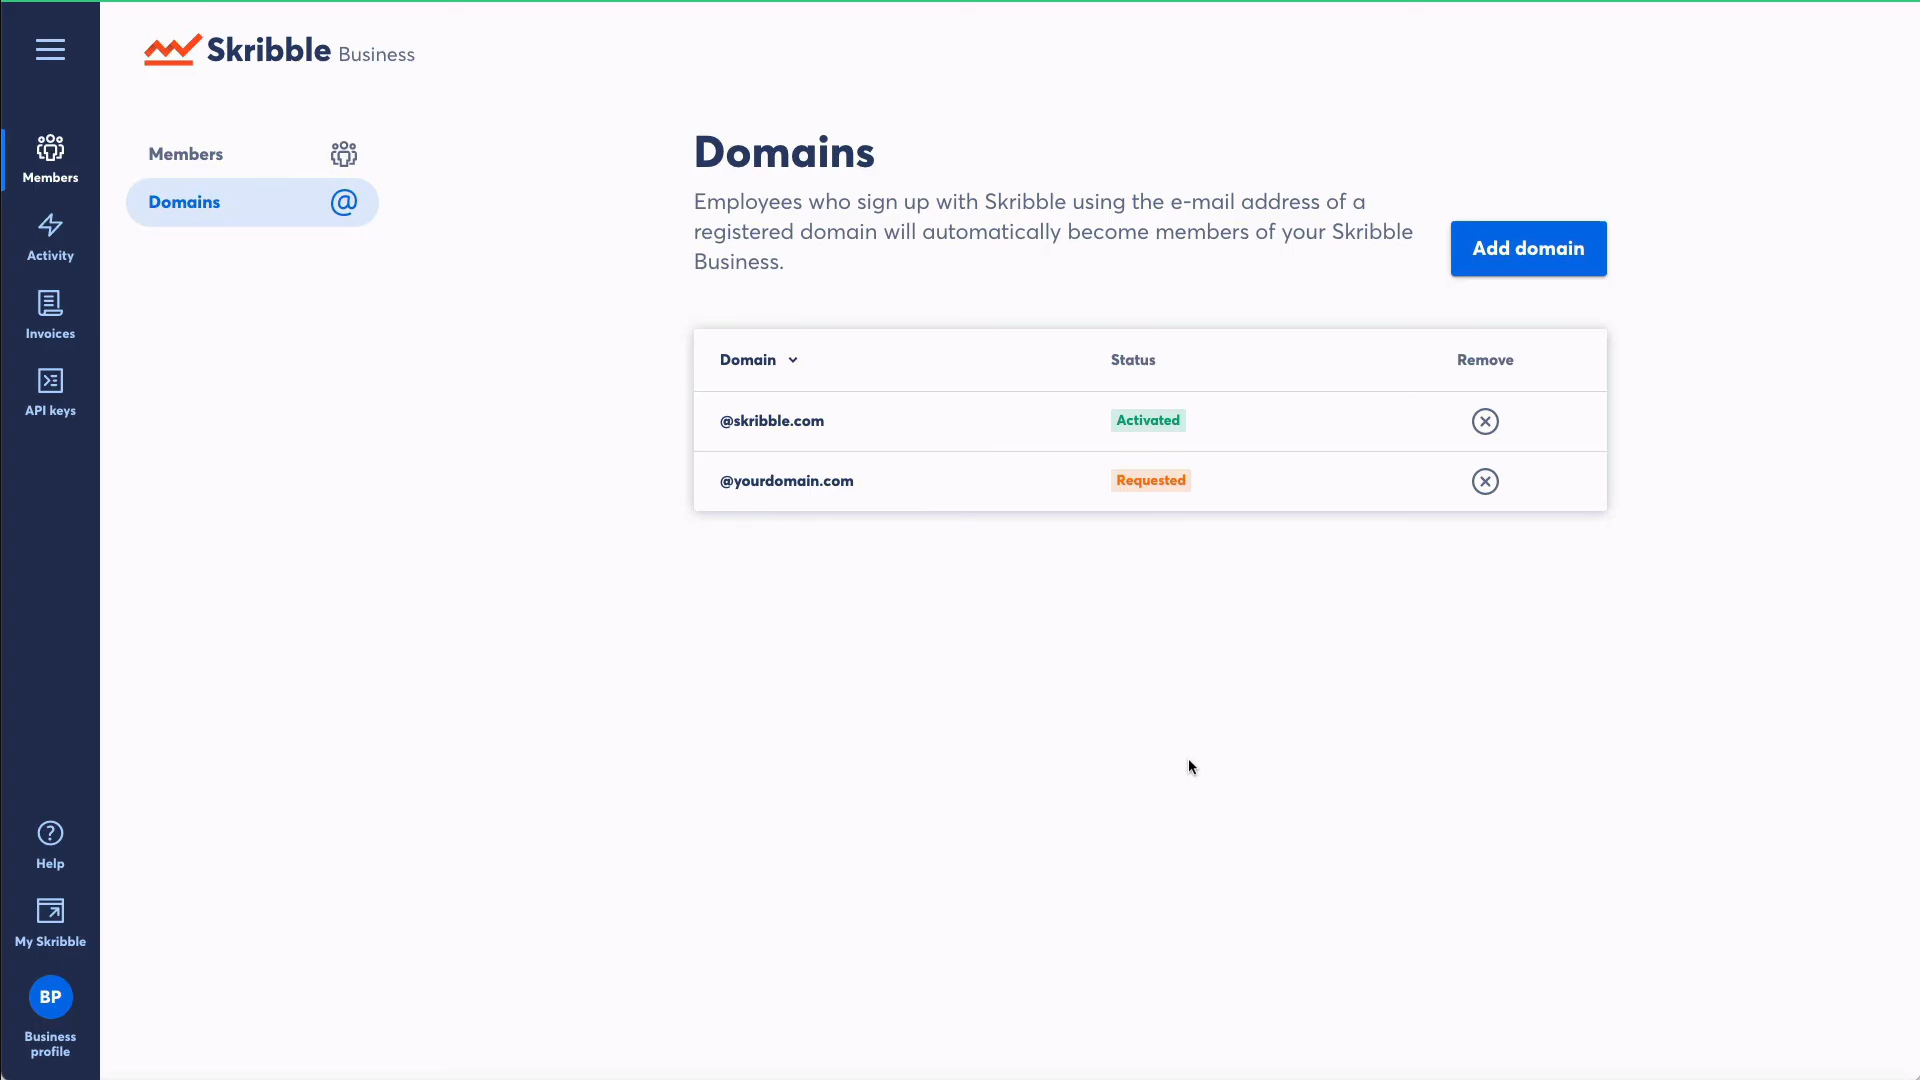 Skribble Business
Members
Activity
Invoices
API keys
Help
My Skribble
BP
Business
profile
Members
Domains @
Domains
Employees who sign up with Skribble using the e-mail address of a
registered domain will automatically become members of your Skribble
Business.
Add domain
Domain Status Remove
@skribble.com Activated
@yourdomain.com Requested